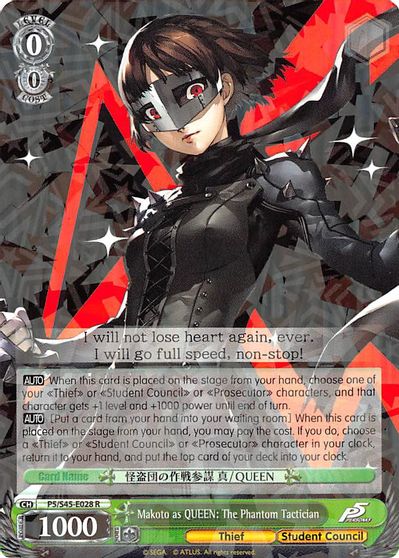 LEVEL
0
0
COST
I will not lose heart again, ever.
I will go full speed, non-stop!
AUTO When this card is placed on the stage from your hand, choose one of
your «Thief» or «Student Council» or «Prosecutor» characters, and that
character gets +1 level and +1000 power until end of turn.
AUTO [Put a card from your hand into your waiting room] When this card is
placed on the stage from your hand, you may pay the cost. If you do, choose
a «Thief» or «Student Council» or «Prosecutor» character in your clock,
return it to your hand, and put the top card of your deck into your clock.
Card Name 怪盗団の作戦参謀 真/QUEEN
CH P5/S45-E028 R
1000
Makoto as QUEEN: The Phantom Tactician
P5 PERSONA5
Thief
Student Council
© SEGA. © ATLUS. All rights reserved.